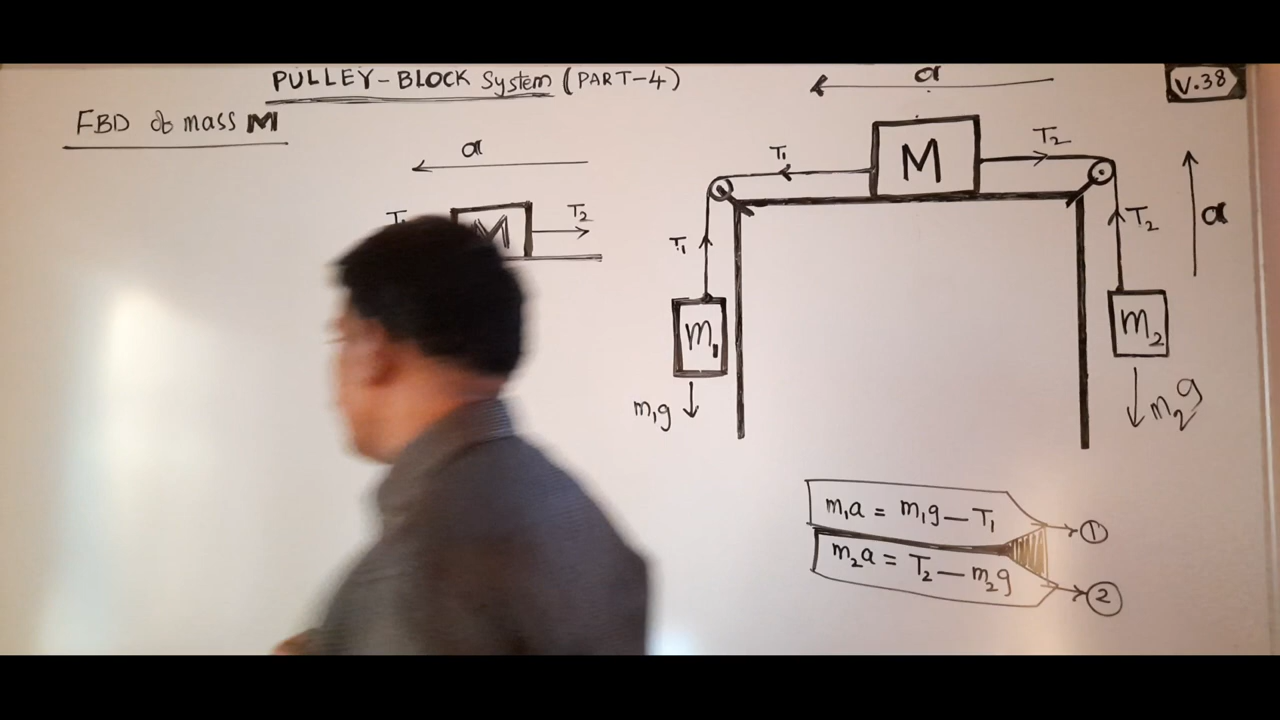 PULLEY-BLOCK System (PART-4)
V.38
FBD of mass M
a
T₁
M
T₂
a
T₁
M
T₂
T₁
m₁
m₁g
T₂
a
m₂
m₂g
m₁a = m₁g - T₁ → ①
m₂a = T₂ - m₂g → ②